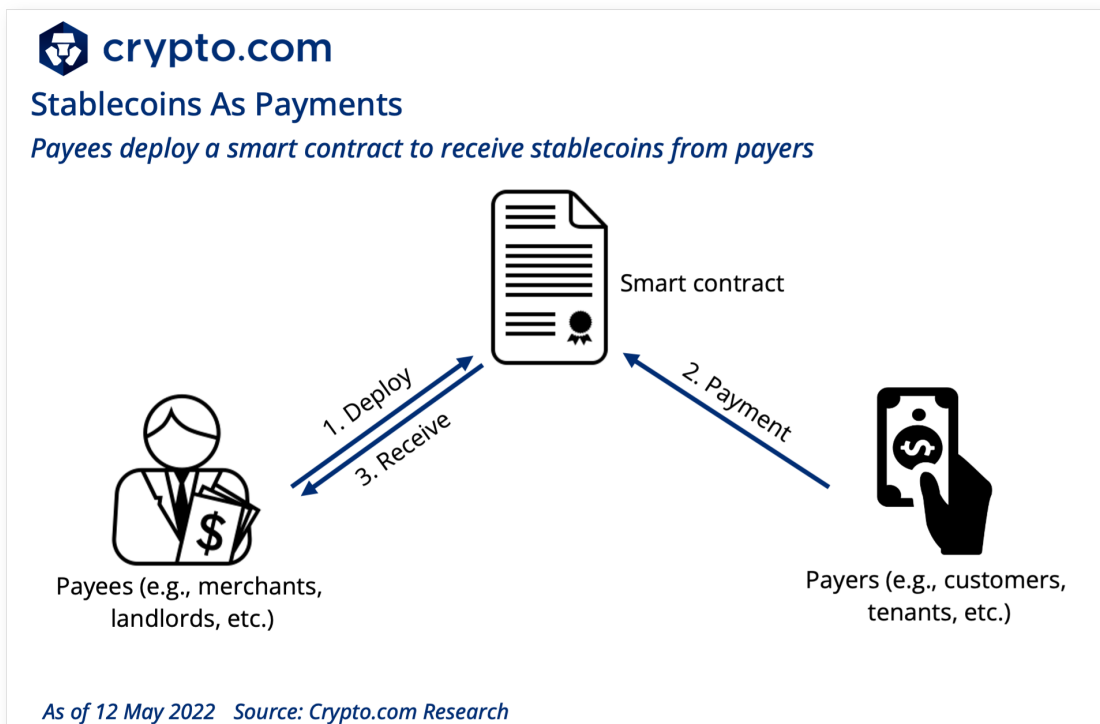 crypto.com
Stablecoins As Payments
Payees deploy a smart contract to receive stablecoins from payers
Smart contract
1. Deploy
2. Payment
3. Receive
$
$
Payees (e.g., merchants,
landlords, etc.)
Payers (e.g., customers,
tenants, etc.)
As of 12 May 2022 Source: Crypto.com Research